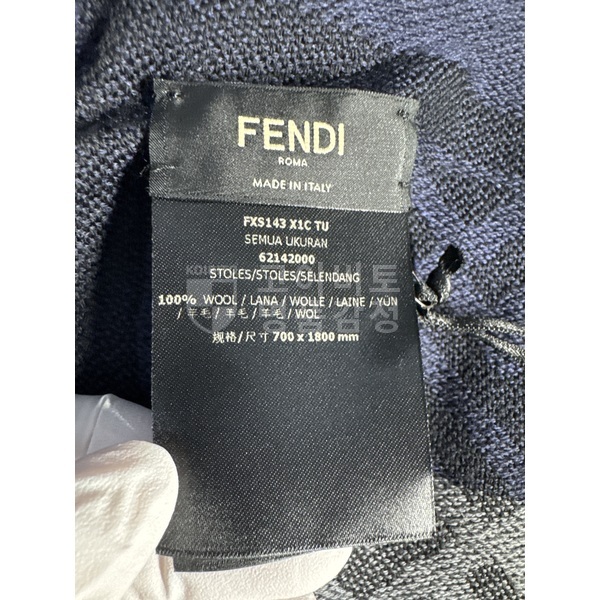 FENDI
ROMA
MADE IN ITALY
FXS143 X1C TU
SEMUA UKURAN
62142000
STOLES/STOLES/SELENDANG
100% WOOL / LANA / WOLLE / LAINE / YÜN
/ 羊毛 / 羊毛 / 羊毛 / WOL
规格/尺寸 700 x 1800 mm